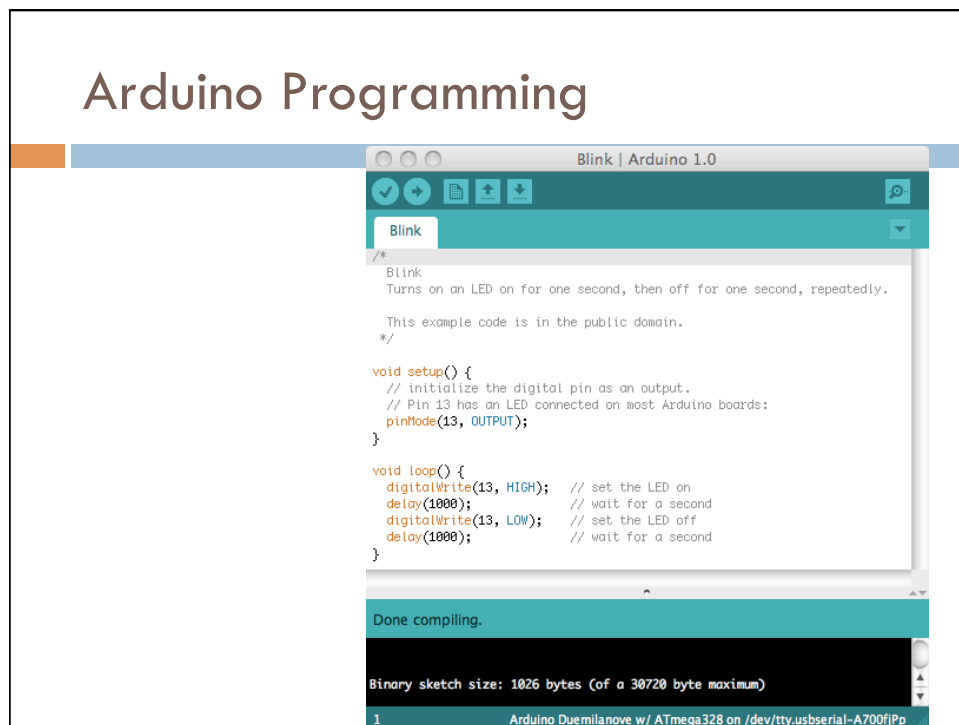 Arduino Programming
Blink | Arduino 1.0
Blink
/*
Blink
Turns on an LED on for one second, then off for one second, repeatedly.
This example code is in the public domain.
*/
void setup() {
// initialize the digital pin as an output.
// Pin 13 has an LED connected on most Arduino boards:
pinMode(13, OUTPUT);
}
void loop() {
digitalWrite(13, HIGH);   // set the LED on
delay(1000);              // wait for a second
digitalWrite(13, LOW);    // set the LED off
delay(1000);              // wait for a second
}
Done compiling.
Binary sketch size: 1026 bytes (of a 30720 byte maximum)
1 Arduino Duemilanove w/ ATmega328 on /dev/tty.usbserial-A700fjPp